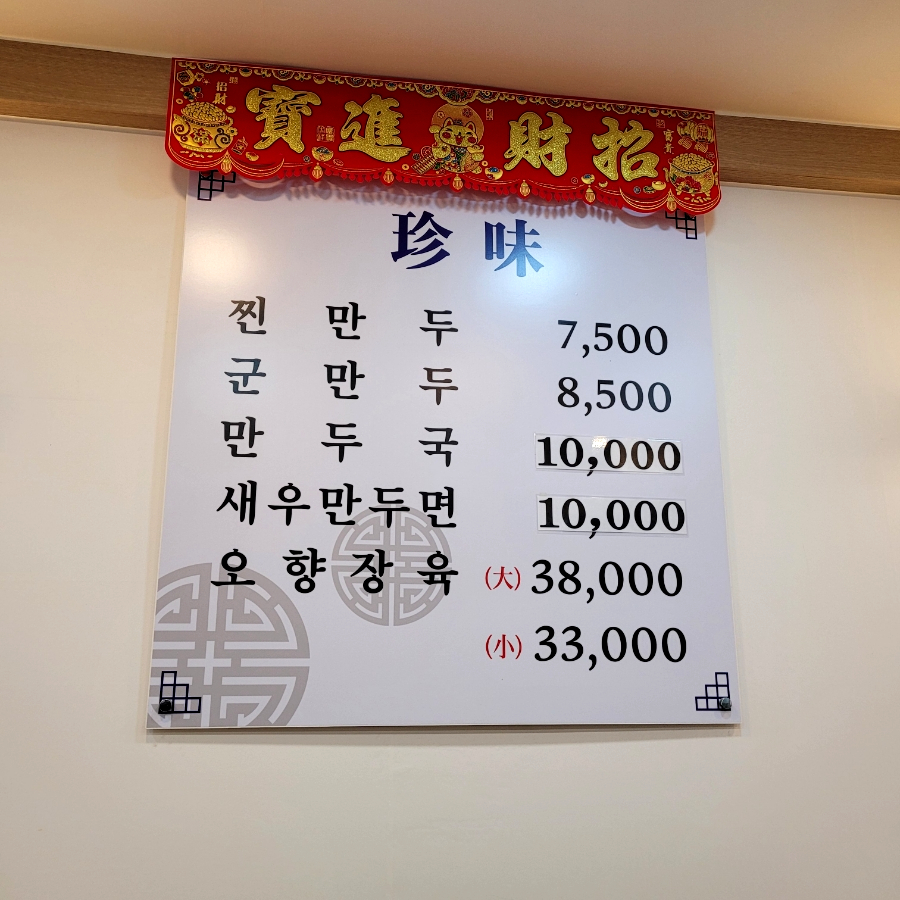 寶進財招
珍味
찐만두 7,500
군만두 8,500
만두국 10,000
새우만두면 10,000
오향장육 (大) 38,000
(小) 33,000